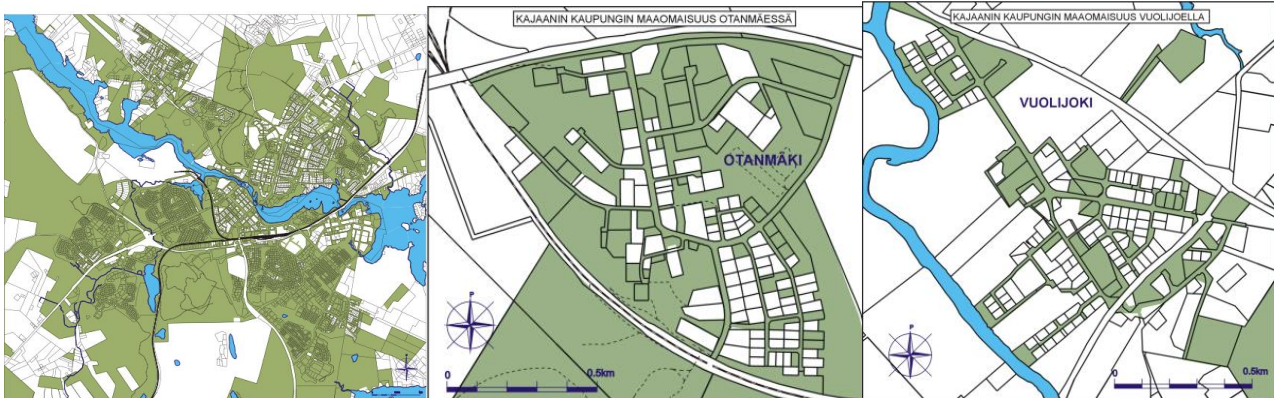 KAJAANIN KAUPUNGIN MAAOMAISUUS OTANMÄESSÄ
OTANMÄKI
P
0
0.5km
KAJAANIN KAUPUNGIN MAAOMAISUUS VUOLIJOELLA
VUOLIJOKI
P
0
0.5km